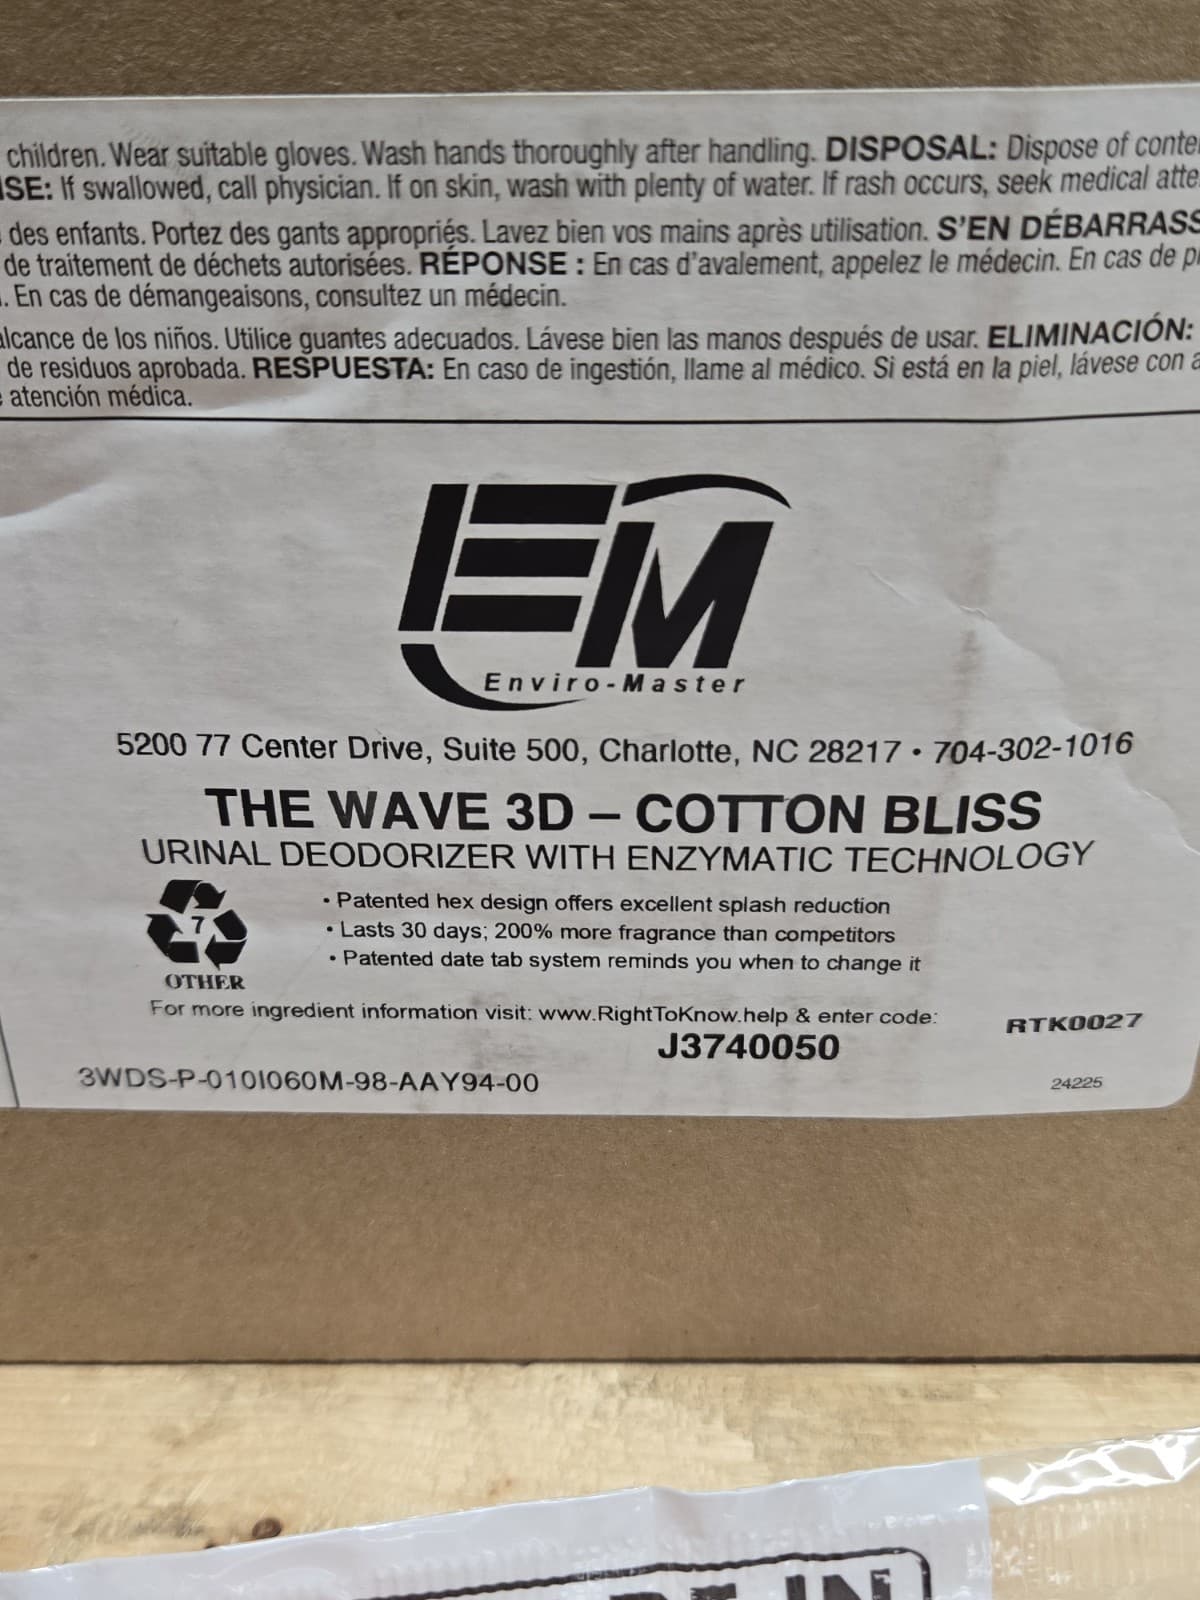 children. Wear suitable gloves. Wash hands thoroughly after handling. DISPOSAL: Dispose of
If swallowed, call physician. If on skin, wash with plenty of water. If rash occurs, seek medical
des enfants. Portez des gants appropriés. Lavez bien vos mains après utilisation. S'EN
de traitement de déchets autorisées. RÉPONSE : En cas d'avalement, appelez le médecin. En cas de
. En cas de démangeaisons, consultez un médecin.
de los niños. Utilice guantes adecuados. Lávese bien las manos después de usar. ELIMINACIÓN:
de residuos aprobada. RESPUESTA: En caso de ingestión, llame al médico. Si está en la piel, lávese con
atención médica.
EM
Enviro-Master
5200 77 Center Drive, Suite 500, Charlotte, NC 28217 • 704-302-1016
THE WAVE 3D – COTTON BLISS
URINAL DEODORIZER WITH ENZYMATIC TECHNOLOGY
• Patented hex design offers excellent splash reduction
7
• Lasts 30 days; 200% more fragrance than competitors
• Patented date tab system reminds you when to change it
OTHER
For more ingredient information visit: www.RightToKnow.help & enter code:
RTK0027
J3740050
3WDS-P-010I060M-98-AAY94-00
24225
IN